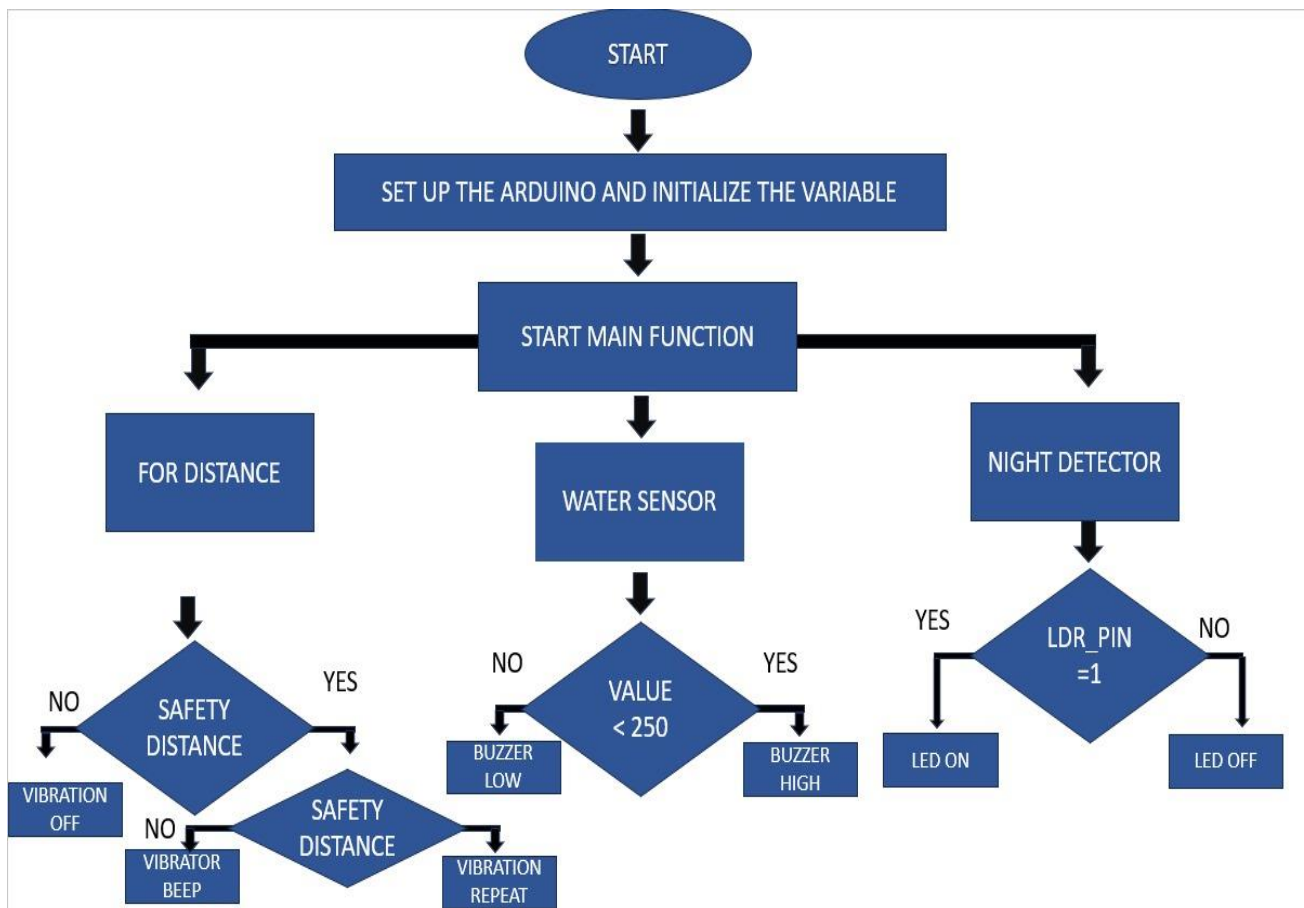 START
SET UP THE ARDUINO AND INITIALIZE THE VARIABLE
START MAIN FUNCTION
FOR DISTANCE
WATER SENSOR
NIGHT DETECTOR
NO
SAFETY
DISTANCE
YES
NO
VALUE
< 250
YES
YES
LDR_PIN
=1
NO
VIBRATION
OFF
NO
SAFETY
DISTANCE
VIBRATOR
BEEP
VIBRATION
REPEAT
BUZZER
LOW
BUZZER
HIGH
LED ON
LED OFF